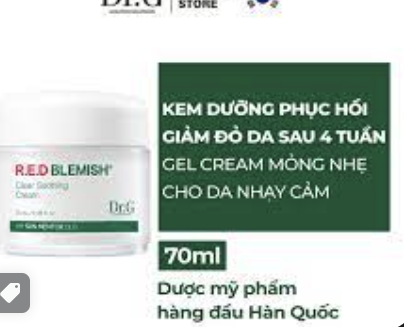 Dr.G
STORE
KEM DƯỠNG PHỤC HỒI
GIẢM ĐỎ DA SAU 4 TUẦN
GEL CREAM MỎNG NHẸ
CHO DA NHẠY CẢM
R.E.D BLEMISH
Clear Soothing
Cream
Dr.G
70ml
Dược mỹ phẩm
hàng đầu Hàn Quốc